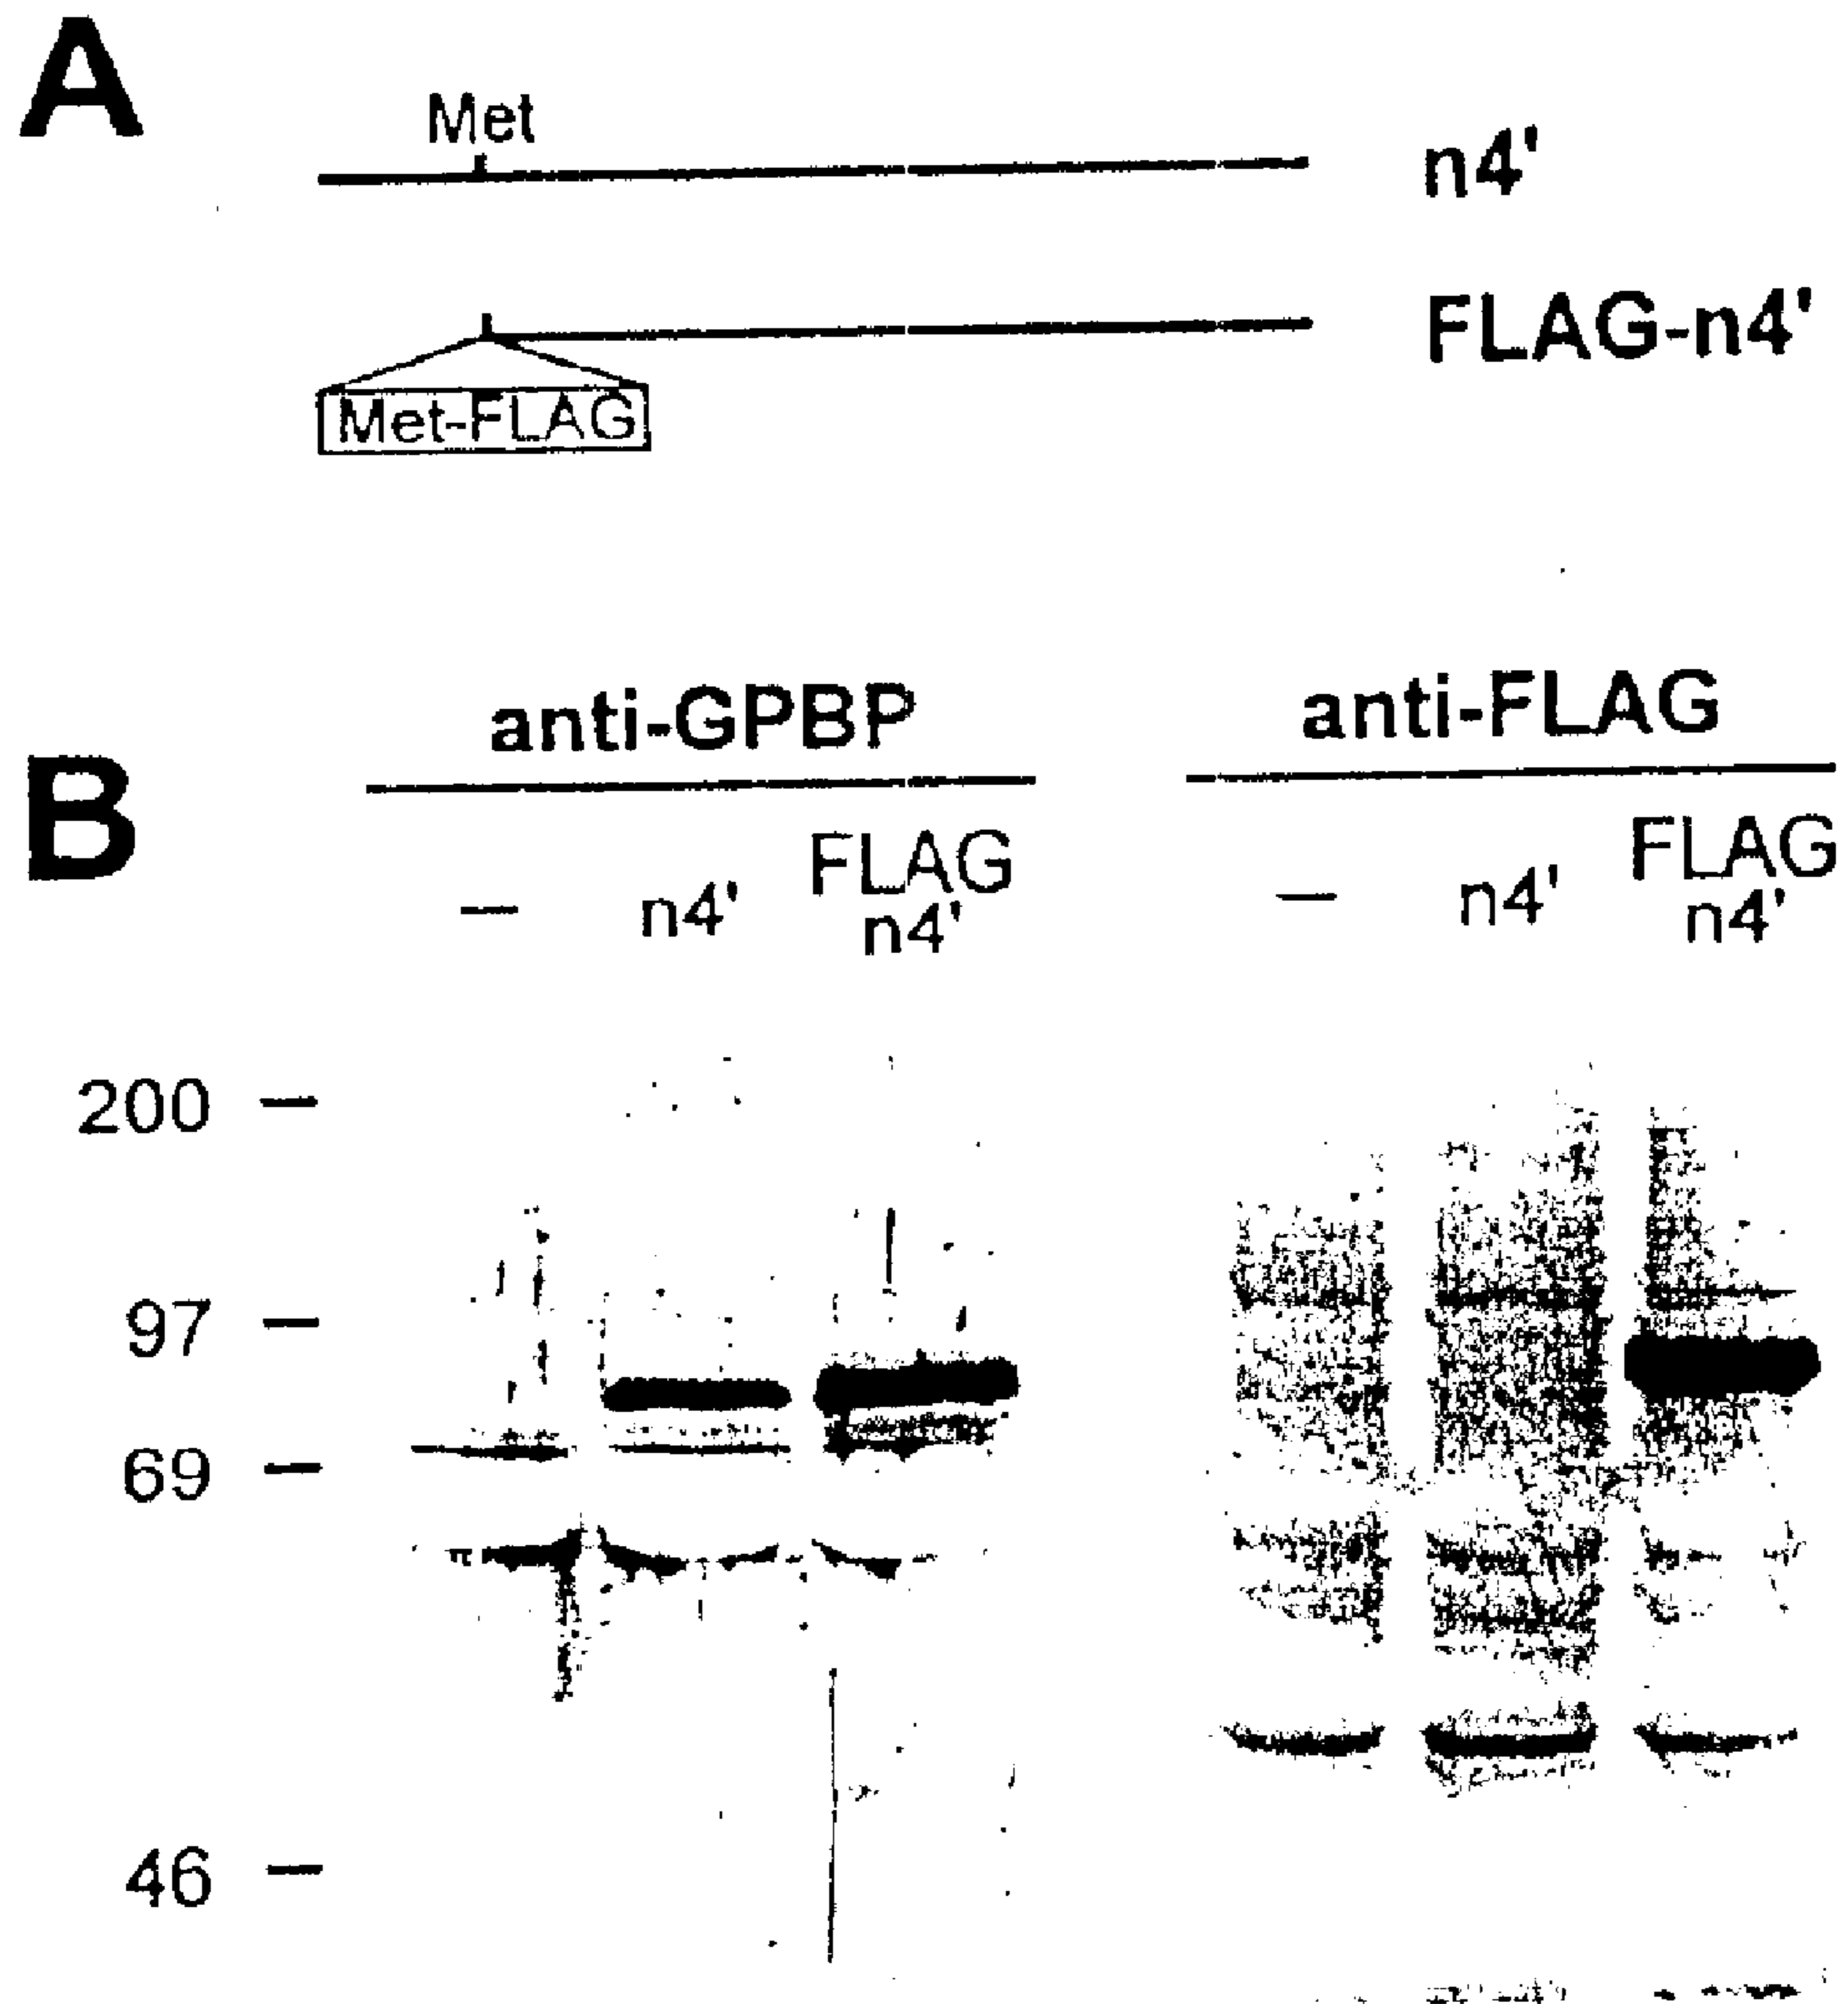 A
Met
n4'
FLAG-n4'
Met-FLAG
B
anti-GPBP
anti-FLAG
– n4' FLAG n4'
– n4' FLAG n4'
200
97
69
46